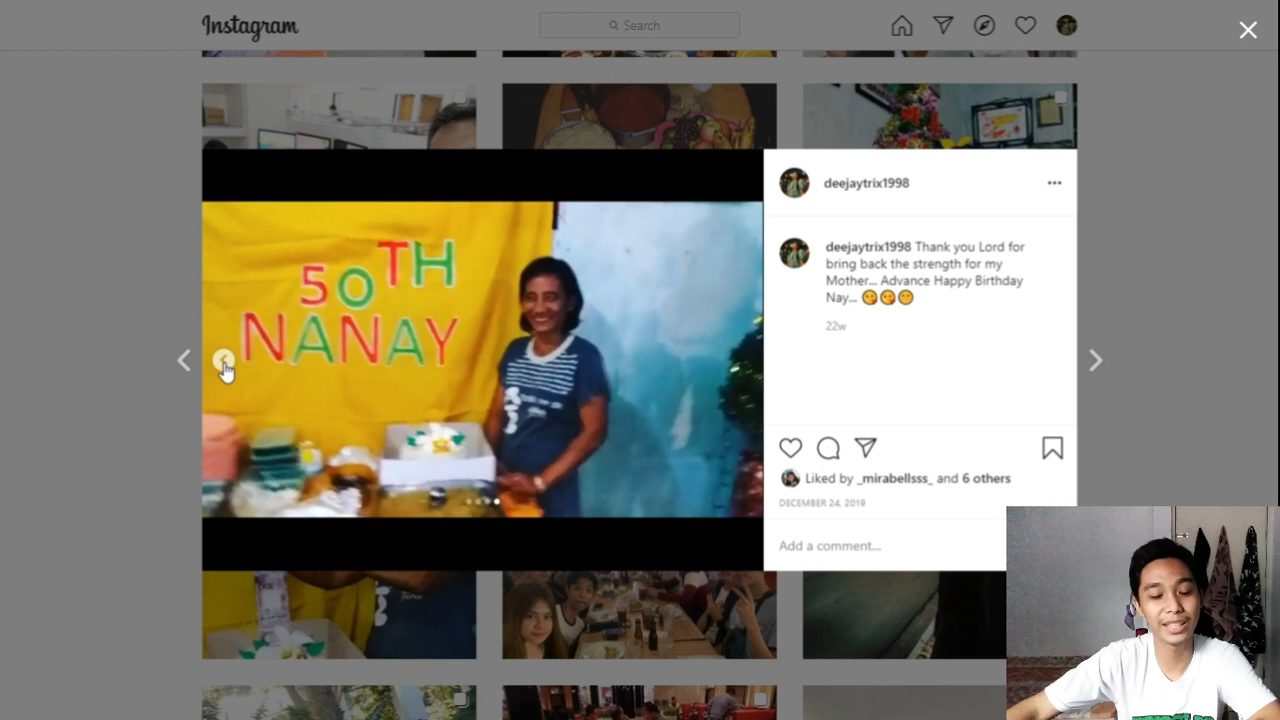 Instagram
Search
deejaytrix1998
50TH
NANAY
deejaytrix1998 Thank you Lord for
bring back the strength for my
Mother... Advance Happy Birthday
Nay... 😋😋😁
22w
Liked by _mirabellsss_ and 6 others
DECEMBER 24, 2019
Add a comment...